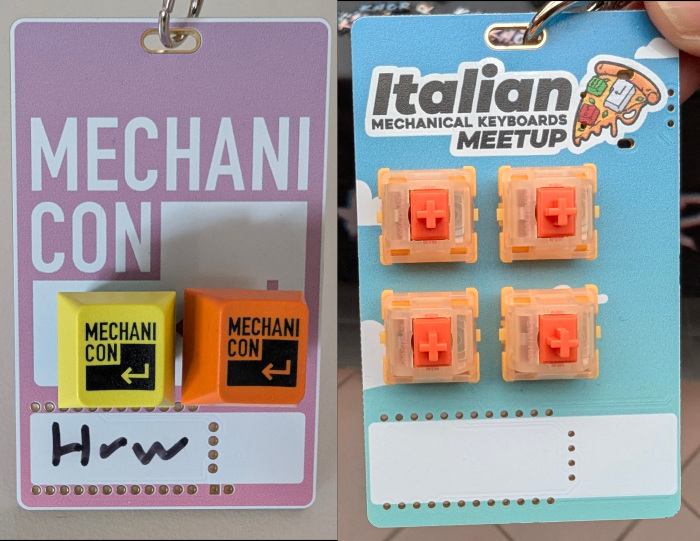 MECHANI
CON
MECHANI
CON
MECHANI
CON
Hrw
Italian
MECHANICAL KEYBOARDS
MEETUP